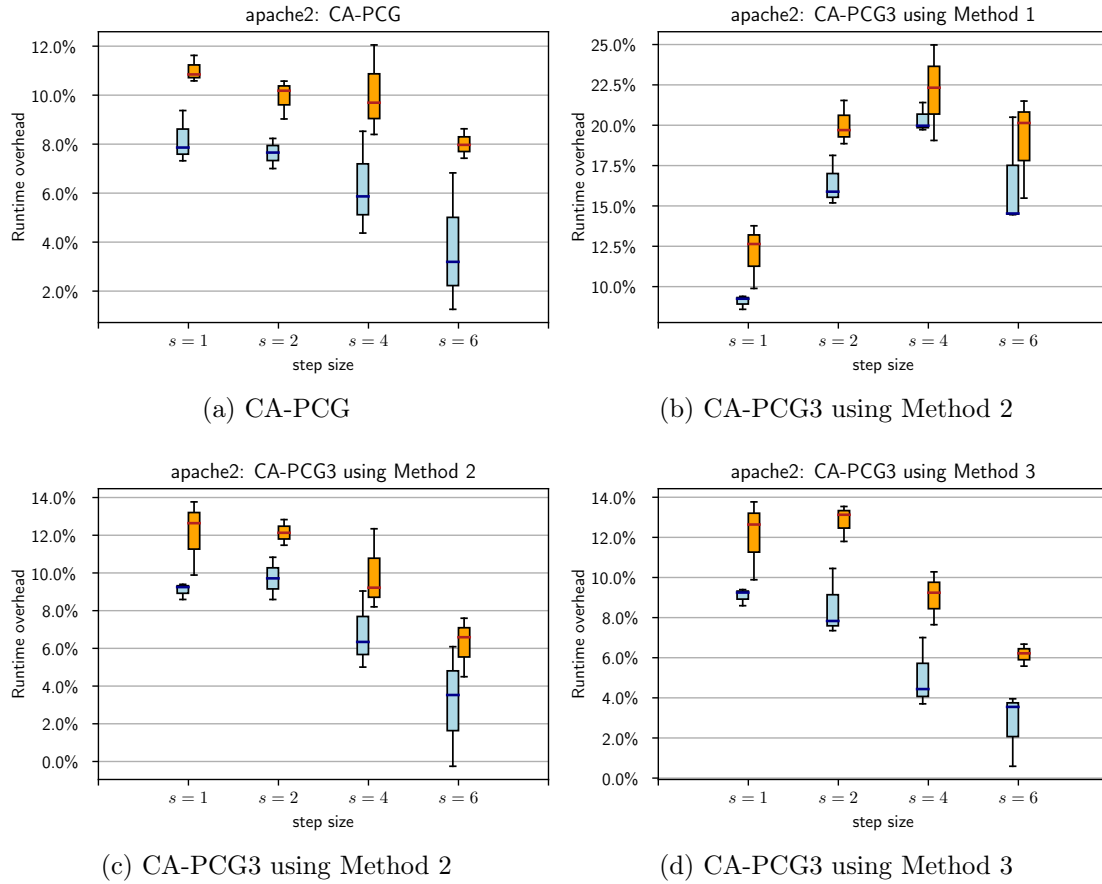 apache2: CA-PCG
12.0%
10.0%
8.0%
6.0%
4.0%
2.0%
Runtime overhead
s = 1 s = 2 s = 4 s = 6
step size
(a) CA-PCG
apache2: CA-PCG3 using Method 1
25.0%
22.5%
20.0%
17.5%
15.0%
12.5%
10.0%
Runtime overhead
s = 1 s = 2 s = 4 s = 6
step size
(b) CA-PCG3 using Method 2
apache2: CA-PCG3 using Method 2
14.0%
12.0%
10.0%
8.0%
6.0%
4.0%
2.0%
0.0%
Runtime overhead
s = 1 s = 2 s = 4 s = 6
step size
(c) CA-PCG3 using Method 2
apache2: CA-PCG3 using Method 3
14.0%
12.0%
10.0%
8.0%
6.0%
4.0%
2.0%
0.0%
Runtime overhead
s = 1 s = 2 s = 4 s = 6
step size
(d) CA-PCG3 using Method 3